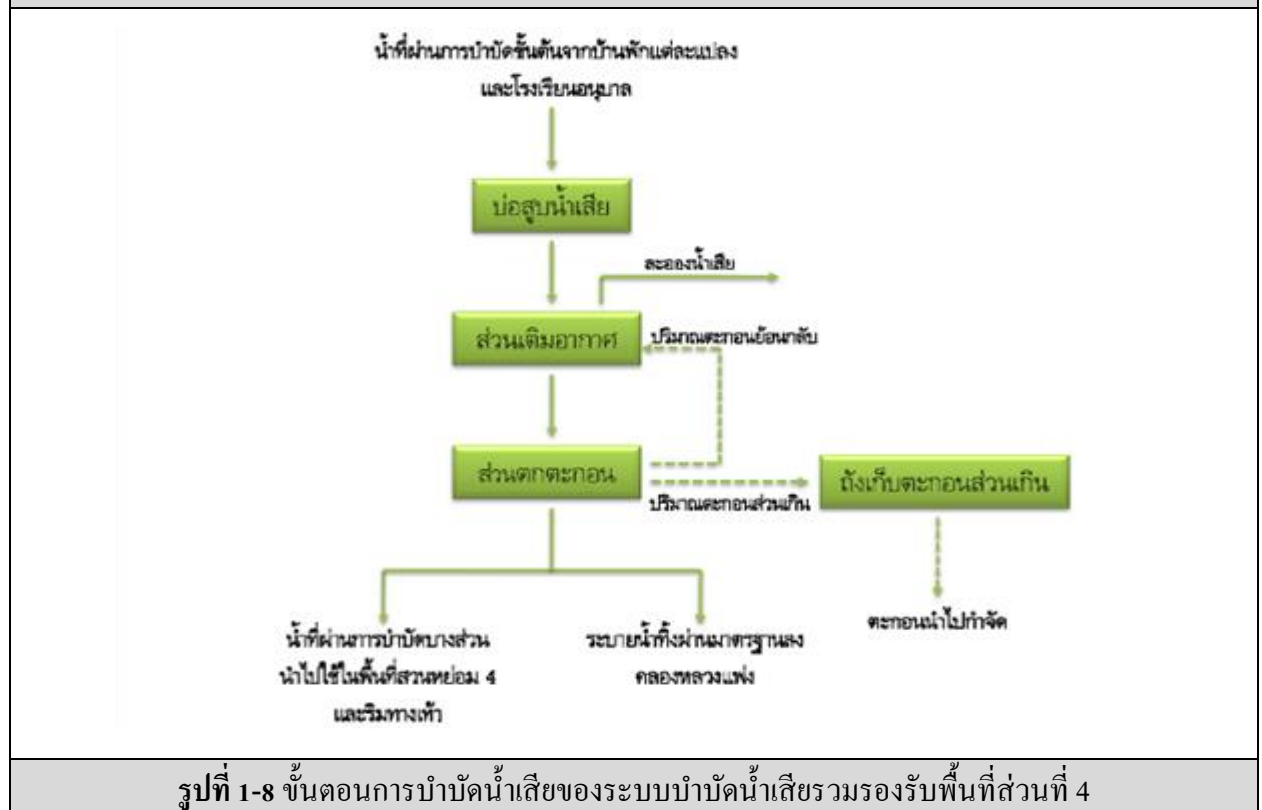 น้ำที่ผ่านการบำบัดขั้นต้นจากบ้านพักแต่ละแปลง
และโรงเรียนอนุบาล
บ่อสูบน้ำเสีย
ละอองน้ำเสีย
ส่วนเติมอากาศ
ปริมาณตะกอนย้อนกลับ
ส่วนตกตะกอน
ปริมาณตะกอนส่วนเกิน
ถังเก็บตะกอนส่วนเกิน
น้ำที่ผ่านการบำบัดบางส่วน
นำไปใช้ในพื้นที่สวนหย่อม 4
และริมทางเท้า
ระบายน้ำทิ้งผ่านมาตรฐานลง
คลองหลวงแพ่ง
ตะกอนนำไปกำจัด
รูปที่ 1-8 ขั้นตอนการบำบัดน้ำเสียของระบบบำบัดน้ำเสียรวมรองรับพื้นที่ส่วนที่ 4